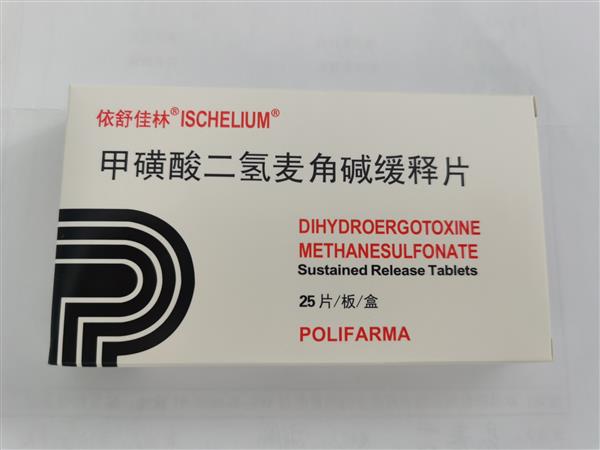 依舒佳林®ISCHELIUM®
甲磺酸二氢麦角碱缓释片
DIHYDROERGOTOXINE
METHANESULFONATE
Sustained Release Tablets
25片/板/盒
POLIFARMA